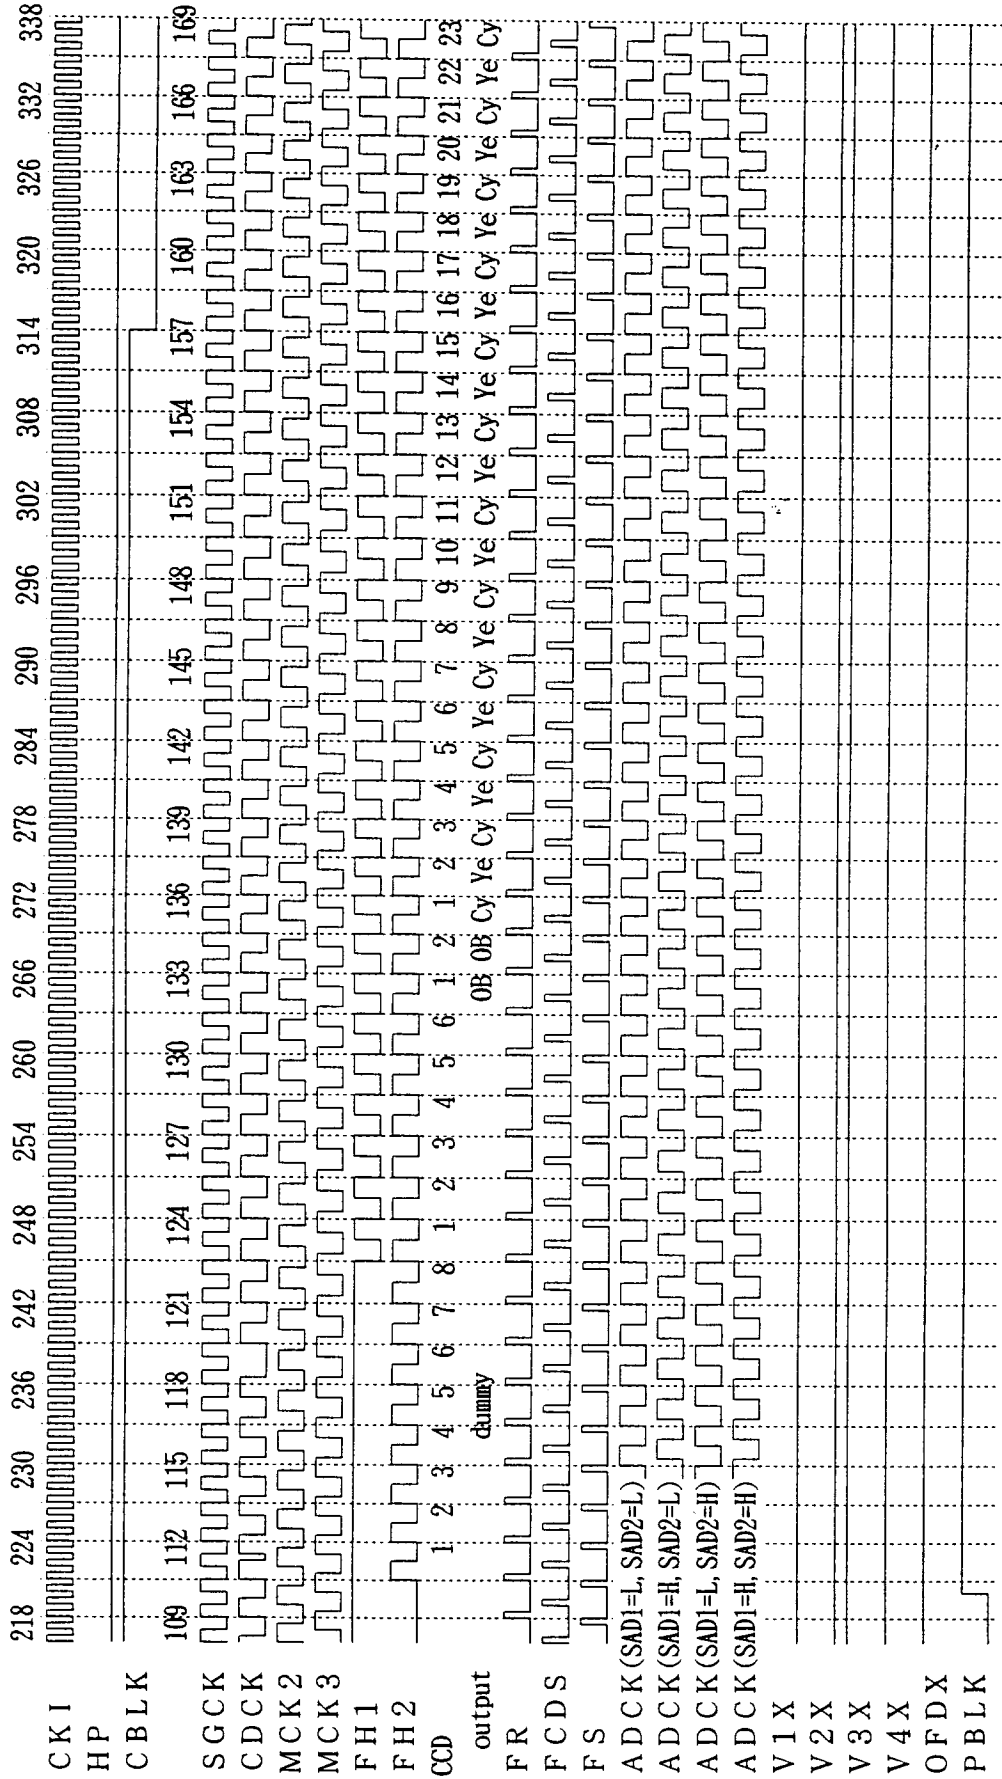 218 224 230 236 242 248 254 260 266 272 278 284 290 296 302 308 314 320 326 332 338
CKI
HP
CBLK
109 112 115 118 121 124 127 130 133 136 139 142 145 148 151 154 157 160 163 166 169
SGCK
CDCK
MCK2
MCK3
FH1
FH2
CCD 1 2 3 4 5 6 7 8 1 2 3 4 5 6 1 2 1 2 3 4 5 6 7 8 9 10 11 12 13 14 15 16 17 18 19 20 21 22 23
output dummy OB OB Cy Ye Cy Ye Cy Ye Cy Ye Cy Ye Cy Ye Cy Ye Cy Ye Cy Ye Cy Ye Cy Ye Cy
FR
FCDS
FS
ADCK(SAD1=L, SAD2=L)
ADCK(SAD1=H, SAD2=L)
ADCK(SAD1=L, SAD2=H)
ADCK(SAD1=H, SAD2=H)
V1X
V2X
V3X
V4X
OFDX
PBLK